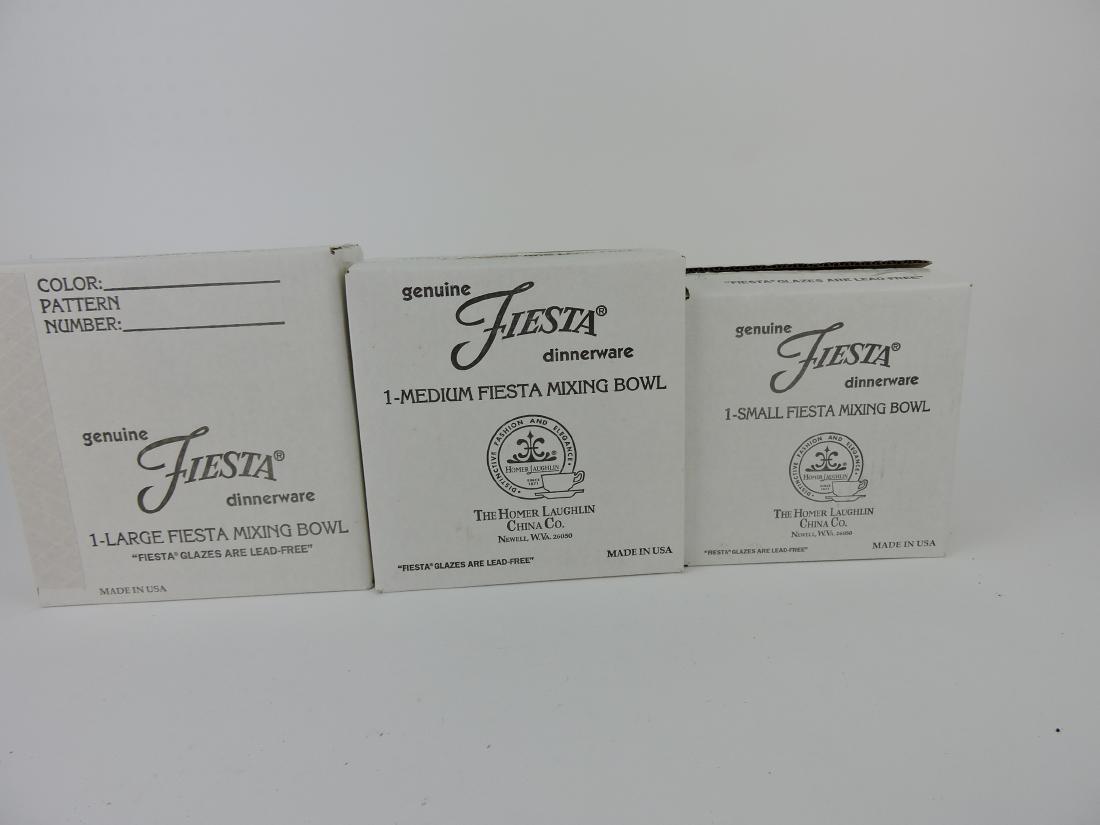 COLOR:
PATTERN
NUMBER:
genuine
FIESTA®
dinnerware
1-LARGE FIESTA MIXING BOWL
"FIESTA® GLAZES ARE LEAD-FREE"
MADE IN USA
genuine
FIESTA®
dinnerware
1-MEDIUM FIESTA MIXING BOWL
• DISTINCTIVE FASHION AND ELEGANCE •
HOMER LAUGHLIN
SINCE
1871
THE HOMER LAUGHLIN
CHINA CO.
NEWELL, W.VA. 26050
"FIESTA® GLAZES ARE LEAD-FREE"
MADE IN USA
"FIESTA® GLAZES ARE LEAD-FREE"
genuine
FIESTA®
dinnerware
1-SMALL FIESTA MIXING BOWL
• DISTINCTIVE FASHION AND ELEGANCE •
HOMER LAUGHLIN
SINCE
1871
THE HOMER LAUGHLIN
CHINA CO.
NEWELL, W.VA. 26050
"FIESTA® GLAZES ARE LEAD-FREE"
MADE IN USA